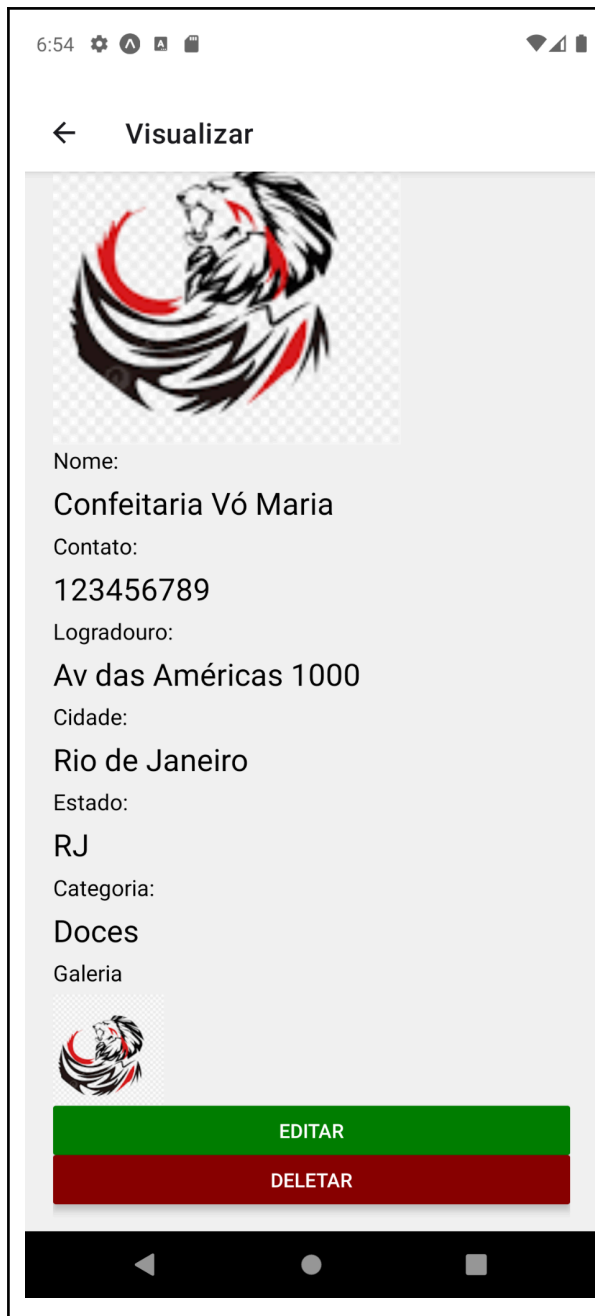 6:54
Visualizar
Nome:
Confeitaria Vó Maria
Contato:
123456789
Logradouro:
Av das Américas 1000
Cidade:
Rio de Janeiro
Estado:
RJ
Categoria:
Doces
Galeria
EDITAR
DELETAR